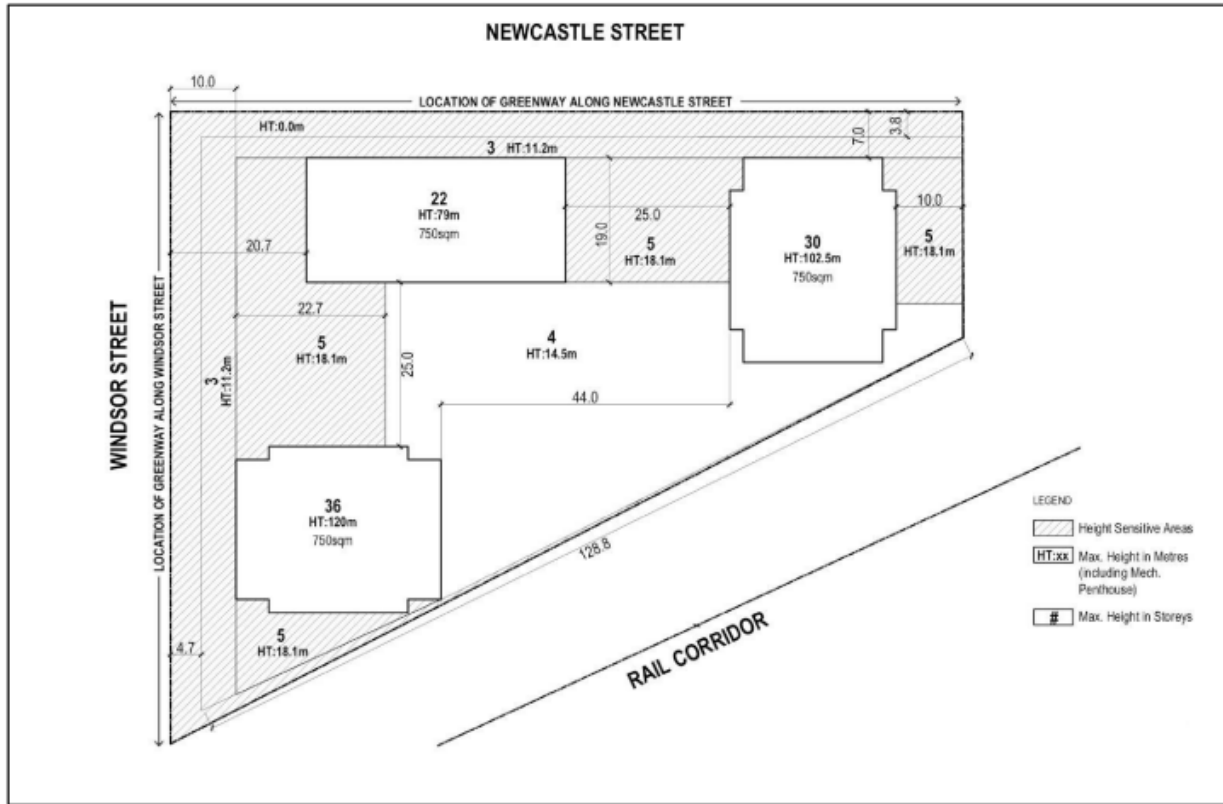 NEWCASTLE STREET
10.0
LOCATION OF GREENWAY ALONG NEWCASTLE STREET
HT:0.0m
3.8
7.0
3 HT:11.2m
22
HT:79m
750sqm
25.0
19.0
5
HT:18.1m
30
HT:102.5m
750sqm
10.0
5
HT:18.1m
20.7
22.7
5
HT:18.1m
25.0
4
HT:14.5m
44.0
WINDSOR STREET
LOCATION OF GREENWAY ALONG WINDSOR STREET
3
HT:11.2m
36
HT:120m
750sqm
128.8
5
HT:18.1m
4.7
RAIL CORRIDOR
LEGEND
Height Sensitive Areas
HT:xx Max. Height in Metres
(including Mech.
Penthouse)
# Max. Height in Storeys